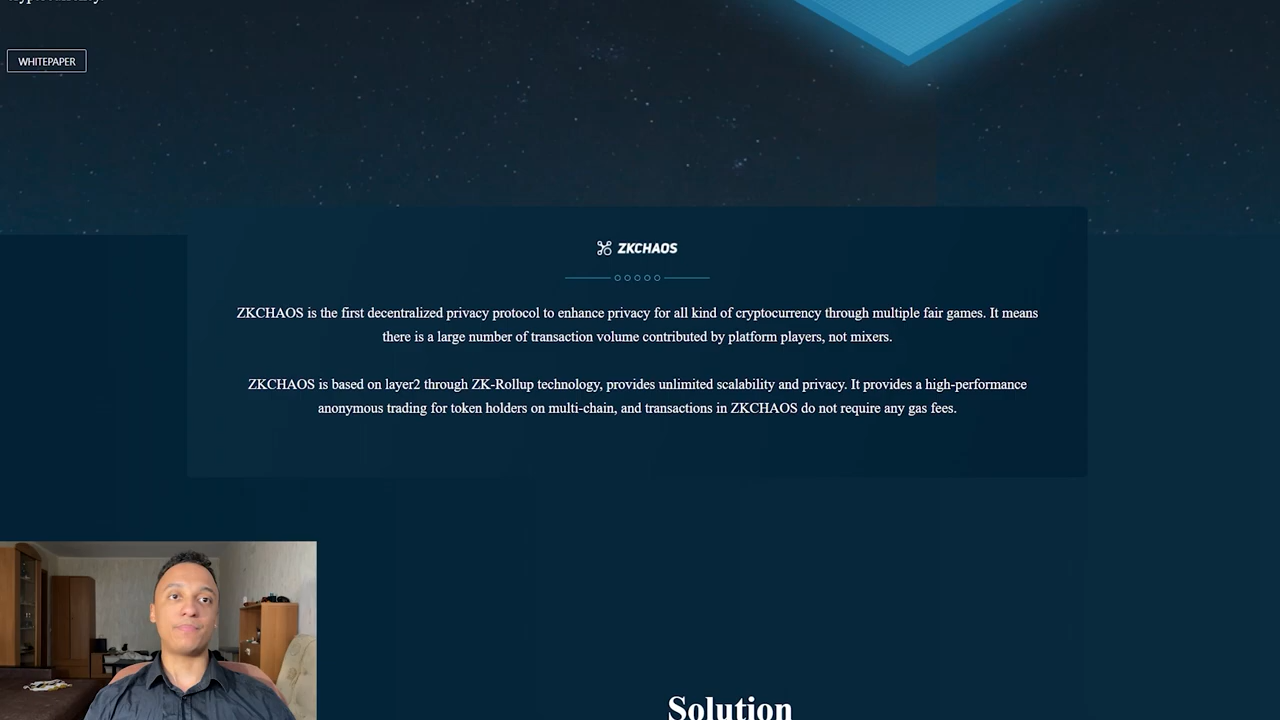 WHITEPAPER
ZKCHAOS
ZKCHAOS is the first decentralized privacy protocol to enhance privacy for all kind of cryptocurrency through multiple fair games. It means
there is a large number of transaction volume contributed by platform players, not mixers.
ZKCHAOS is based on layer2 through ZK-Rollup technology, provides unlimited scalability and privacy. It provides a high-performance
anonymous trading for token holders on multi-chain, and transactions in ZKCHAOS do not require any gas fees.
Solution